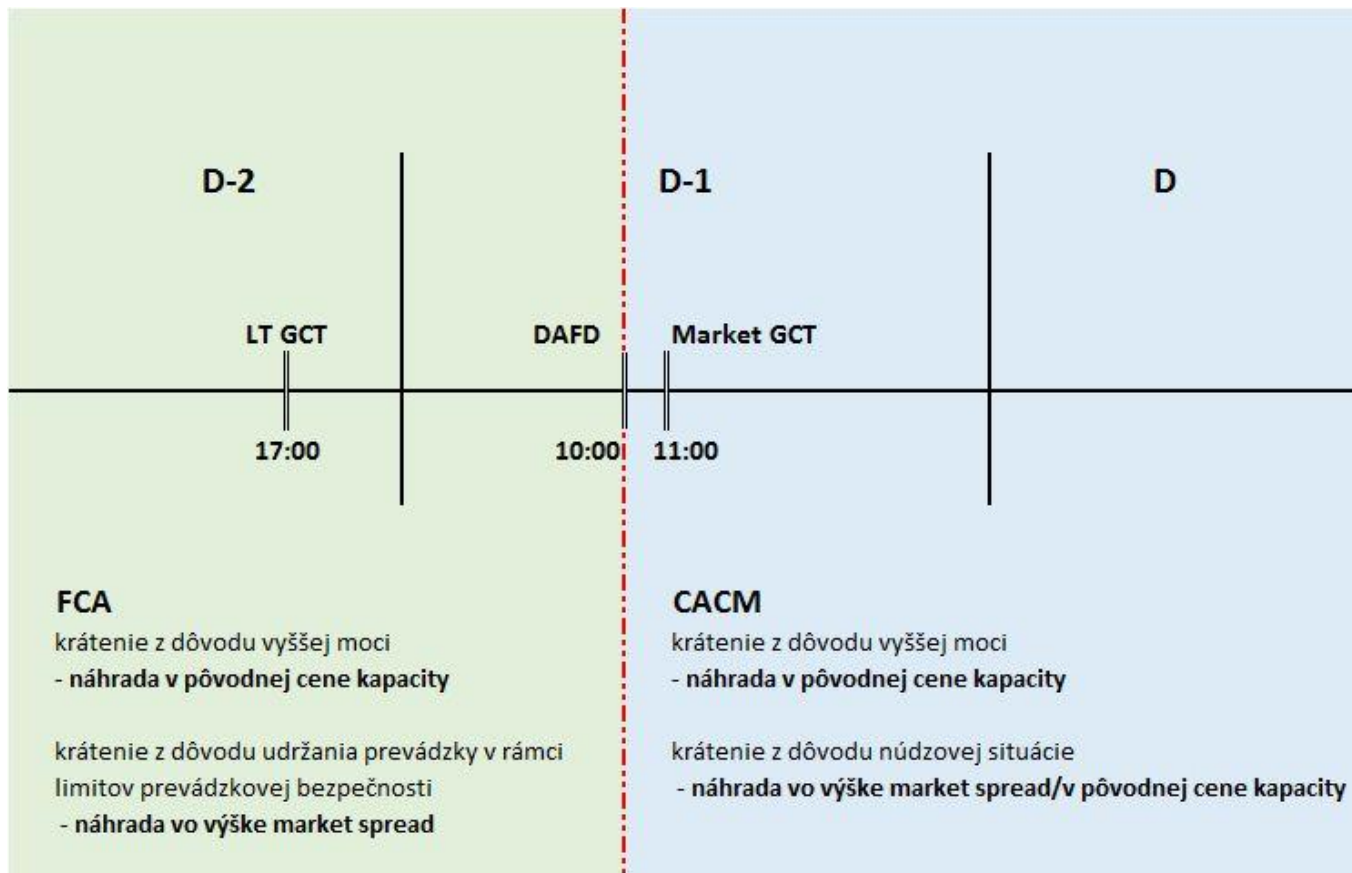 D-2
D-1
D
LT GCT
DAFD
Market GCT
17:00
10:00
11:00
FCA
krátenie z dôvodu vyššej moci
- náhrada v pôvodnej cene kapacity
krátenie z dôvodu udržania prevádzky v rámci
limitov prevádzkovej bezpečnosti
- náhrada vo výške market spread
CACM
krátenie z dôvodu vyššej moci
- náhrada v pôvodnej cene kapacity
krátenie z dôvodu núdzovej situácie
- náhrada vo výške market spread/v pôvodnej cene kapacity